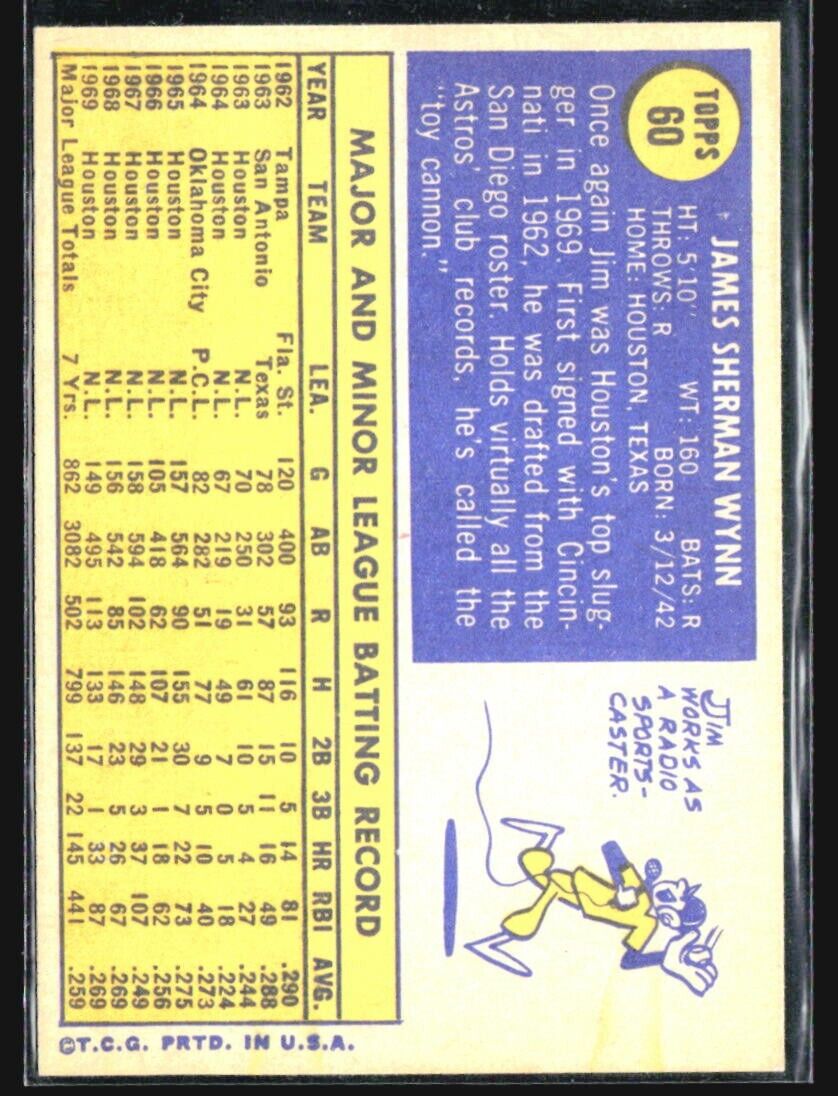 TOPPS
60
JAMES SHERMAN WYNN
HT: 5'10" WT: 160 BATS: R
THROWS: R BORN: 3/12/42
HOME: HOUSTON, TEXAS
Once again Jim was Houston's top slug-
ger in 1969. First signed with Cincin-
nati in 1962, he was drafted from the
San Diego roster. Holds virtually all the
Astros' club records, he's called the
"toy cannon."
JIM
WORKS AS
A RADIO
SPORTS-
CASTER.
MAJOR AND MINOR LEAGUE BATTING RECORD
YEAR TEAM LEA. G AB R H 2B 3B HR RBI AVG.
1962 Tampa Fla. St. 120 400 93 116 10 5 14 81 .290
1963 San Antonio Texas 78 302 57 87 15 11 16 49 .288
1963 Houston N.L. 70 250 31 61 10 5 4 27 .244
1964 Houston N.L. 67 219 19 49 7 0 5 18 .224
1964 Oklahoma City P.C.L. 82 282 51 77 9 5 10 40 .273
1965 Houston N.L. 157 564 90 155 30 7 22 73 .275
1966 Houston N.L. 105 418 62 107 21 1 18 62 .256
1967 Houston N.L. 158 594 102 148 29 3 37 107 .249
1968 Houston N.L. 156 542 85 146 23 5 26 67 .269
1969 Houston N.L. 149 495 113 133 17 1 33 87 .269
Major League Totals 7 Yrs. 862 3082 502 799 137 22 145 441 .259
©T.C.G. PRTD. IN U.S.A.